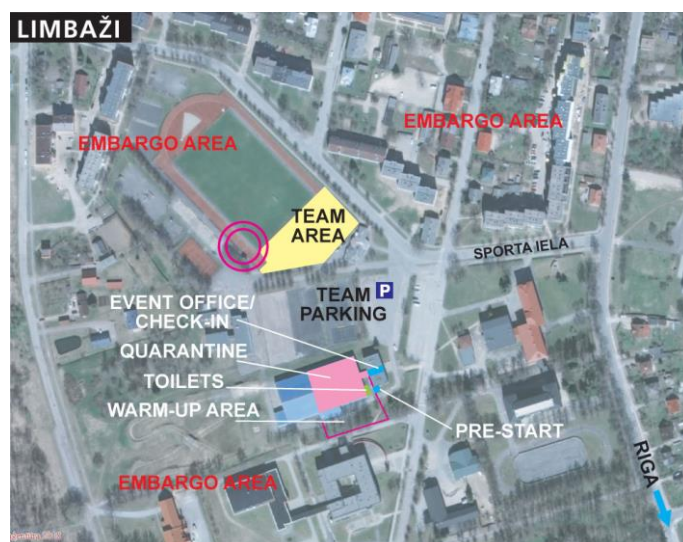 LIMBAŽI
EMBARGO AREA
EMBARGO AREA
TEAM
AREA
SPORTA IELA
EVENT OFFICE/
CHECK-IN
TEAM P
PARKING
QUARANTINE
TOILETS
WARM-UP AREA
PRE-START
RIGA
EMBARGO AREA